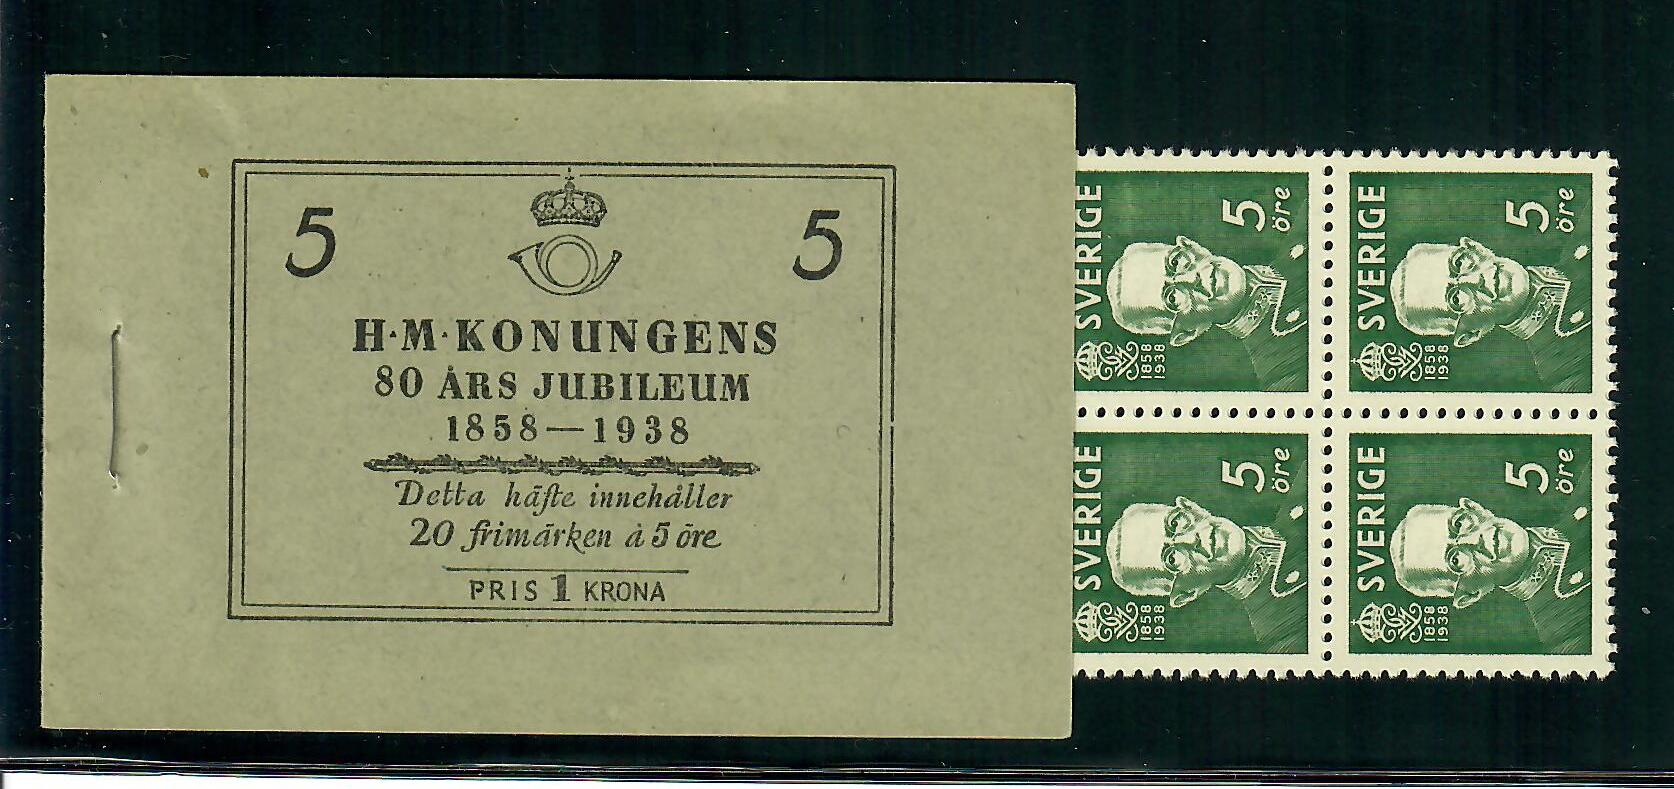 5 5
H·M·KONUNGENS
80 ÅRS JUBILEUM
1858—1938
Detta häfte innehåller
20 frimärken à 5 öre
PRIS 1 KRONA
SVERIGE
5
öre
1858
1938
SVERIGE
5
öre
1858
1938
SVERIGE
5
öre
1858
1938
SVERIGE
5
öre
1858
1938